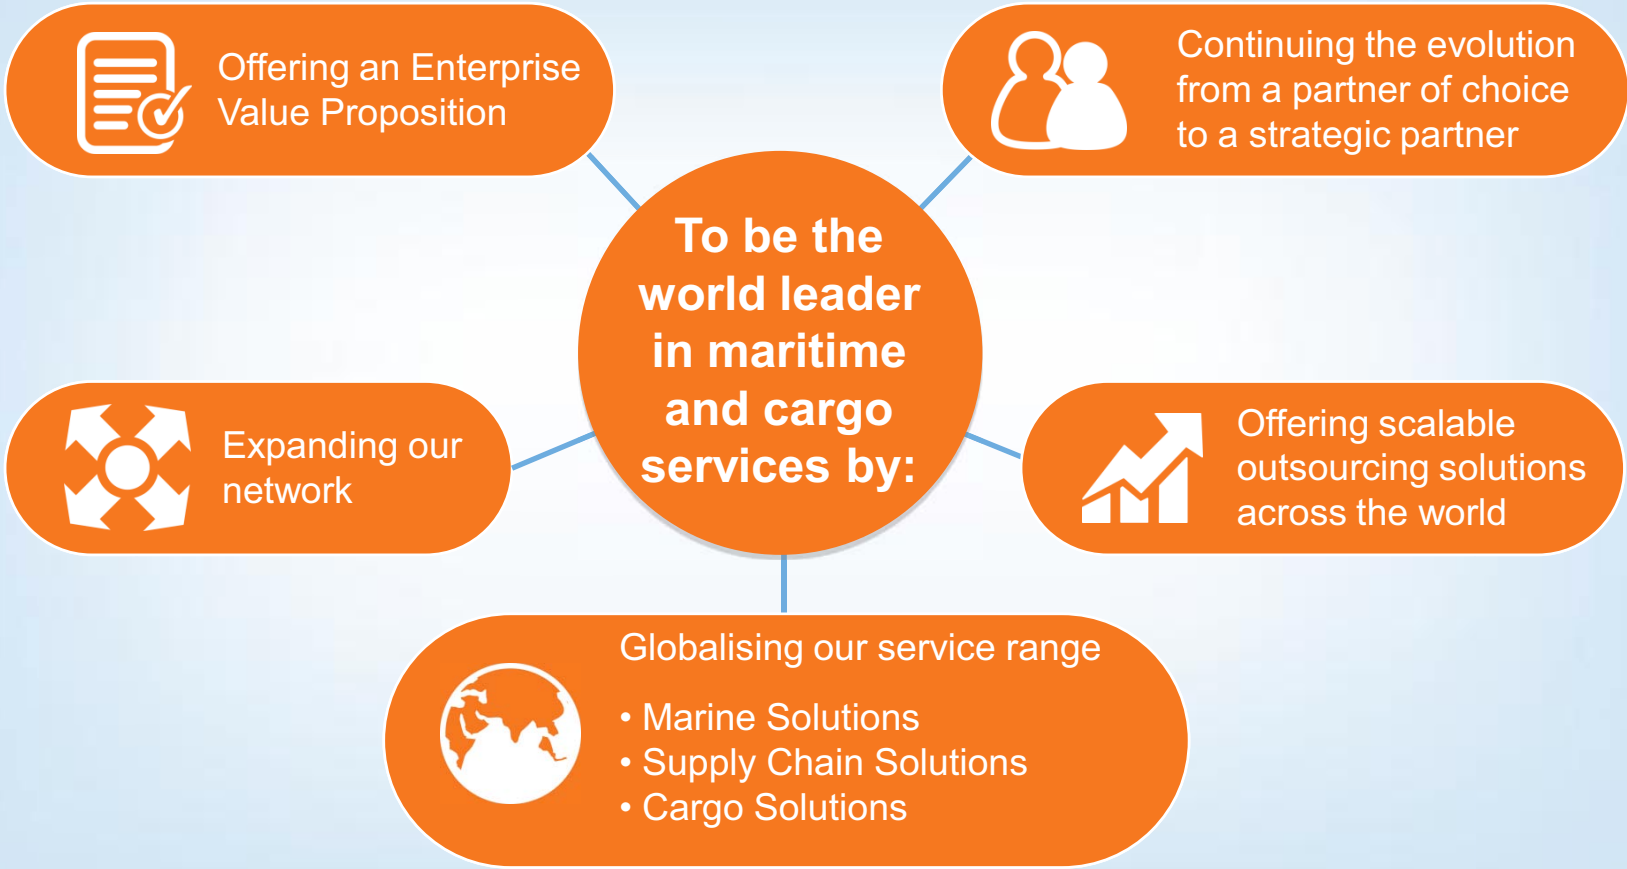 Offering an Enterprise
Value Proposition
Continuing the evolution
from a partner of choice
to a strategic partner
To be the
world leader
in maritime
and cargo
services by:
Expanding our
network
Offering scalable
outsourcing solutions
across the world
Globalising our service range
• Marine Solutions
• Supply Chain Solutions
• Cargo Solutions